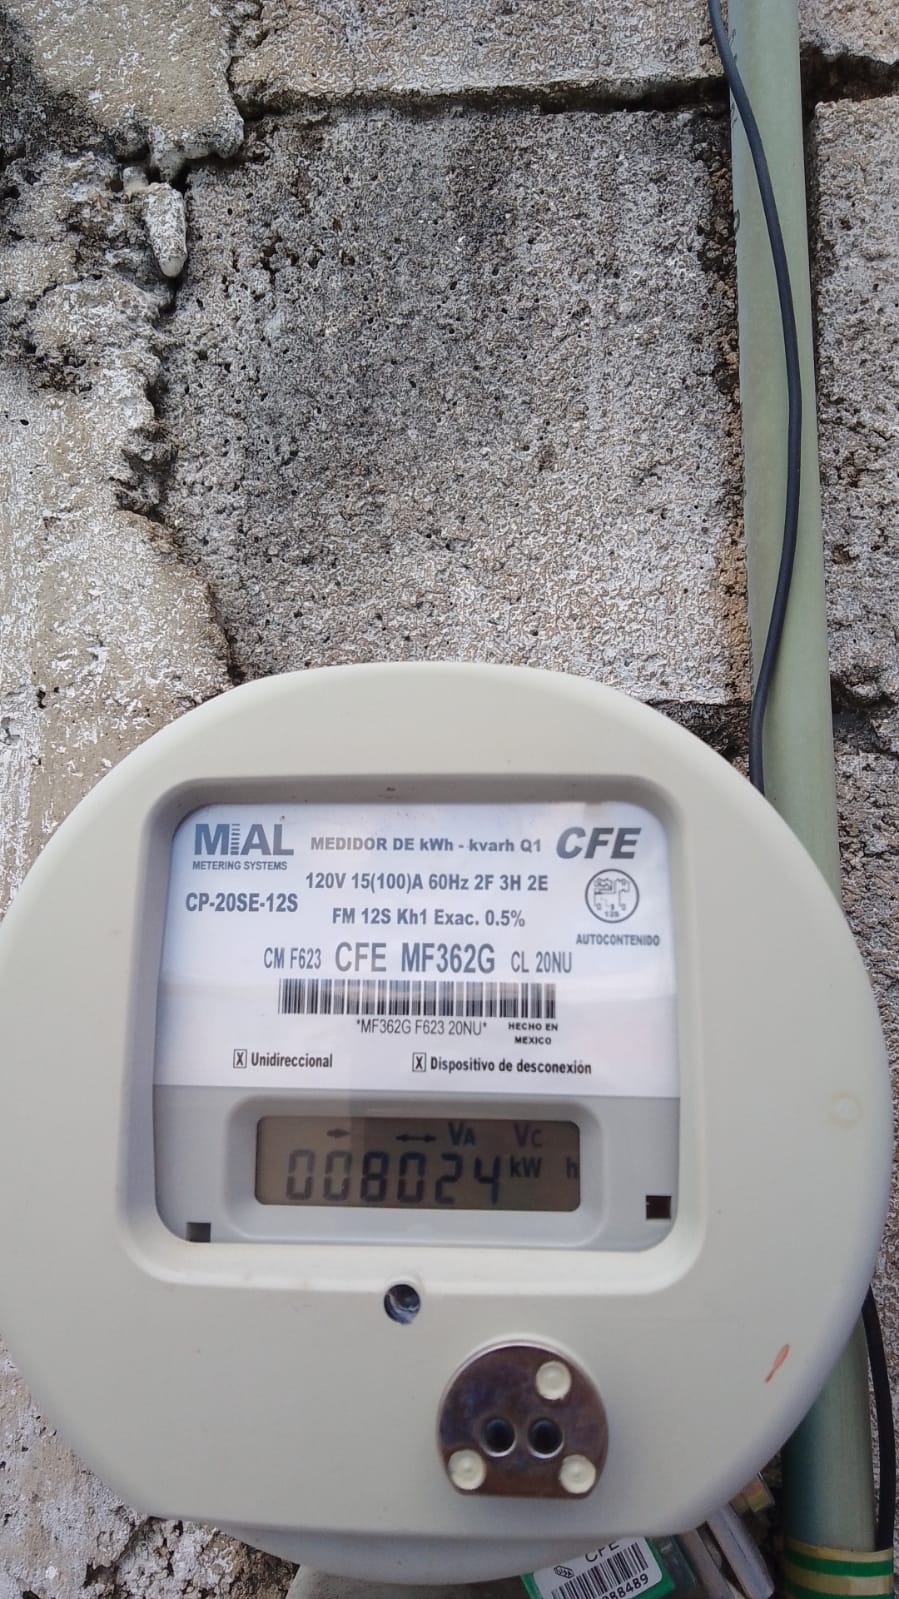 MIAL
METERING SYSTEMS
MEDIDOR DE kWh - kvarh Q1
CFE
120V 15(100)A 60Hz 2F 3H 2E
CP-20SE-12S
FM 12S Kh1 Exac. 0.5%
12S
AUTOCONTENIDO
CM F623 CFE MF362G CL 20NU
*MF362G F623 20NU*
HECHO EN
MEXICO
X Unidireccional
X Dispositivo de desconexión
VA VC
008024 kW h
CFE